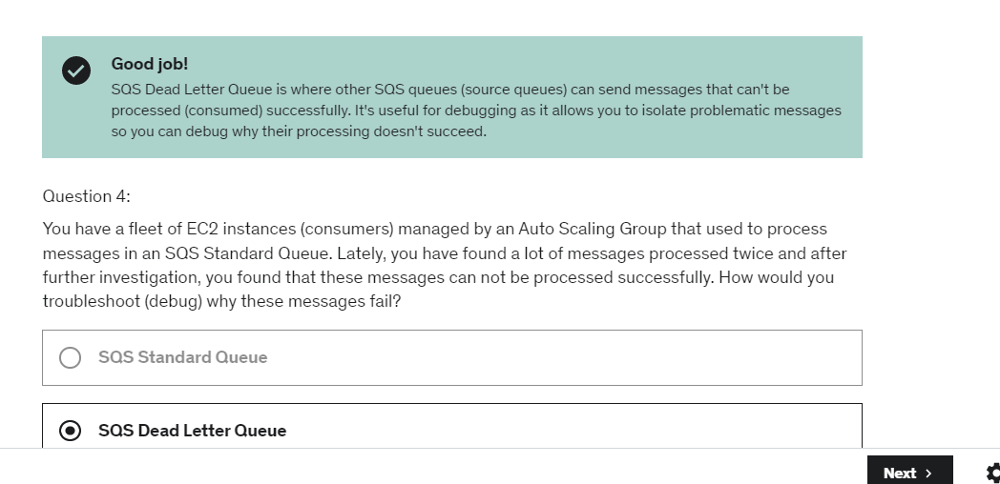 Good job!
SQS Dead Letter Queue is where other SQS queues (source queues) can send messages that can't be
processed (consumed) successfully. It's useful for debugging as it allows you to isolate problematic messages
so you can debug why their processing doesn't succeed.
Question 4:
You have a fleet of EC2 instances (consumers) managed by an Auto Scaling Group that used to process
messages in an SQS Standard Queue. Lately, you have found a lot of messages processed twice and after
further investigation, you found that these messages can not be processed successfully. How would you
troubleshoot (debug) why these messages fail?
SQS Standard Queue
SQS Dead Letter Queue
Next